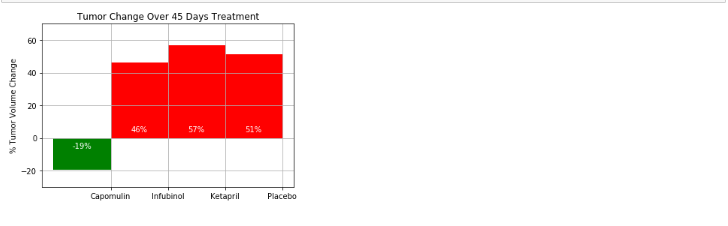 Tumor Change Over 45 Days Treatment
% Tumor Volume Change
60
40
20
0
−20
-19%
46%
57%
51%
Capomulin
Infubinol
Ketapril
Placebo